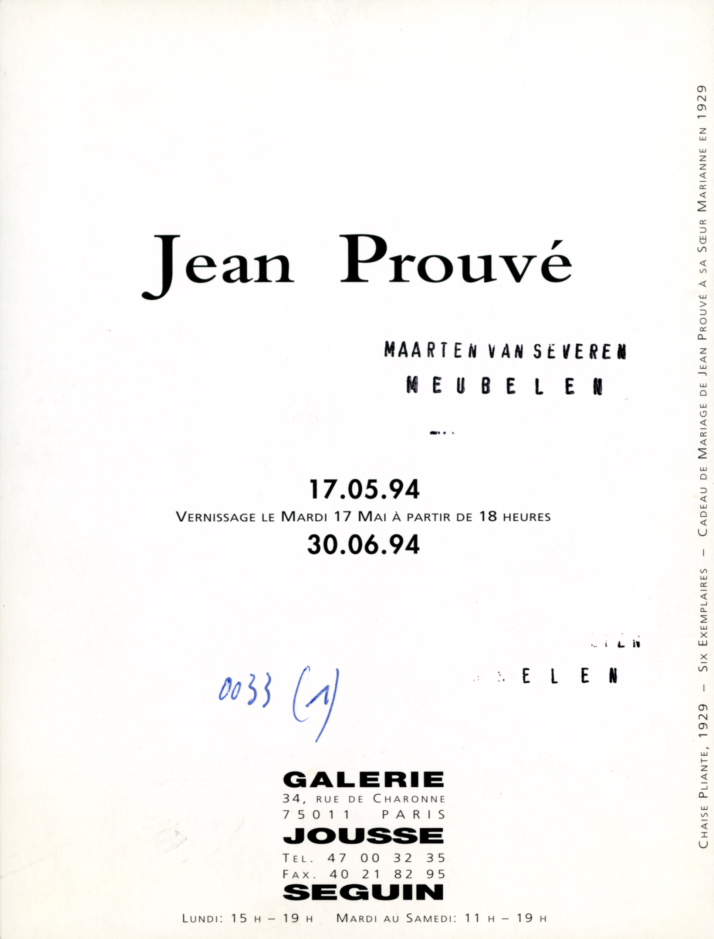 Jean Prouvé
MAARTEN VAN SEVEREN
MEUBELEN
17.05.94
VERNISSAGE LE MARDI 17 MAI À PARTIR DE 18 HEURES
30.06.94
ELEN
0033 (1)
GALERIE
34, RUE DE CHARONNE
75011 PARIS
JOUSSE
TEL. 47 00 32 35
FAX. 40 21 82 95
SEGUIN
LUNDI: 15 H – 19 H MARDI AU SAMEDI: 11 H – 19 H
CHAISE PLIANTE, 1929 – SIX EXEMPLAIRES – CADEAU DE MARIAGE DE JEAN PROUVÉ À SA SŒUR MARIANNE EN 1929